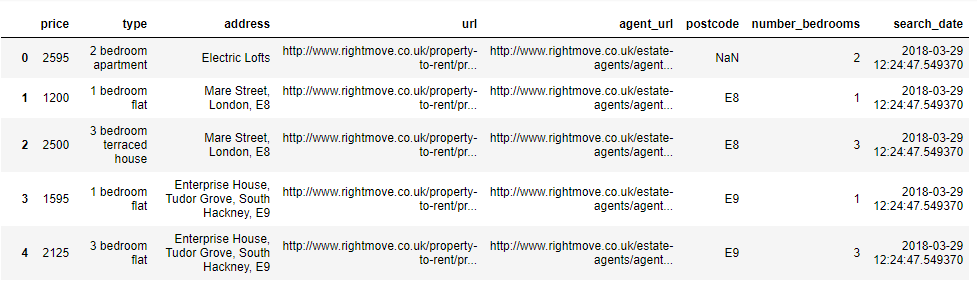 price type address url agent_url postcode number_bedrooms search_date
0 2595 2 bedroom apartment Electric Lofts http://www.rightmove.co.uk/property-to-rent/pr... http://www.rightmove.co.uk/estate-agents/agent... NaN 2 2018-03-29 12:24:47.549370
1 1200 1 bedroom flat Mare Street, London, E8 http://www.rightmove.co.uk/property-to-rent/pr... http://www.rightmove.co.uk/estate-agents/agent... E8 1 2018-03-29 12:24:47.549370
2 2500 3 bedroom terraced house Mare Street, London, E8 http://www.rightmove.co.uk/property-to-rent/pr... http://www.rightmove.co.uk/estate-agents/agent... E8 3 2018-03-29 12:24:47.549370
3 1595 1 bedroom flat Enterprise House, Tudor Grove, South Hackney, E9 http://www.rightmove.co.uk/property-to-rent/pr... http://www.rightmove.co.uk/estate-agents/agent... E9 1 2018-03-29 12:24:47.549370
4 2125 3 bedroom flat Enterprise House, Tudor Grove, South Hackney, E9 http://www.rightmove.co.uk/property-to-rent/pr... http://www.rightmove.co.uk/estate-agents/agent... E9 3 2018-03-29 12:24:47.549370